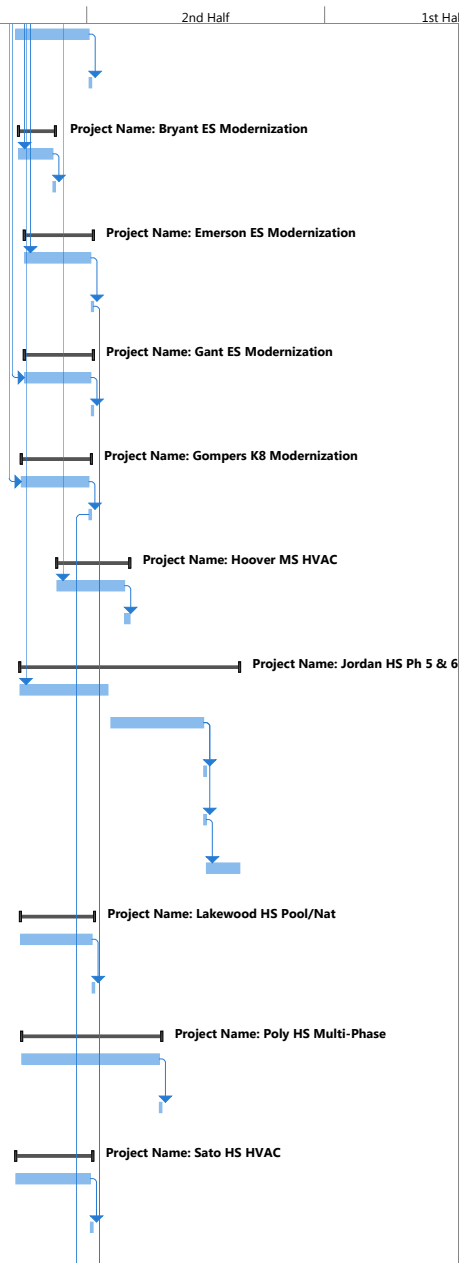 2nd Half 1st Hal
Project Name: Bryant ES Modernization
Project Name: Emerson ES Modernization
Project Name: Gant ES Modernization
Project Name: Gompers K8 Modernization
Project Name: Hoover MS HVAC
Project Name: Jordan HS Ph 5 & 6
Project Name: Lakewood HS Pool/Nat
Project Name: Poly HS Multi-Phase
Project Name: Sato HS HVAC